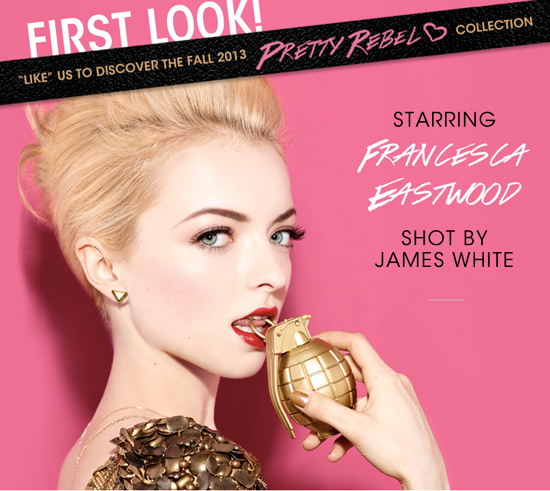 FIRST LOOK!
"LIKE" US TO DISCOVER THE FALL 2013 PRETTY REBEL COLLECTION
STARRING
FRANCESCA
EASTWOOD
SHOT BY
JAMES WHITE